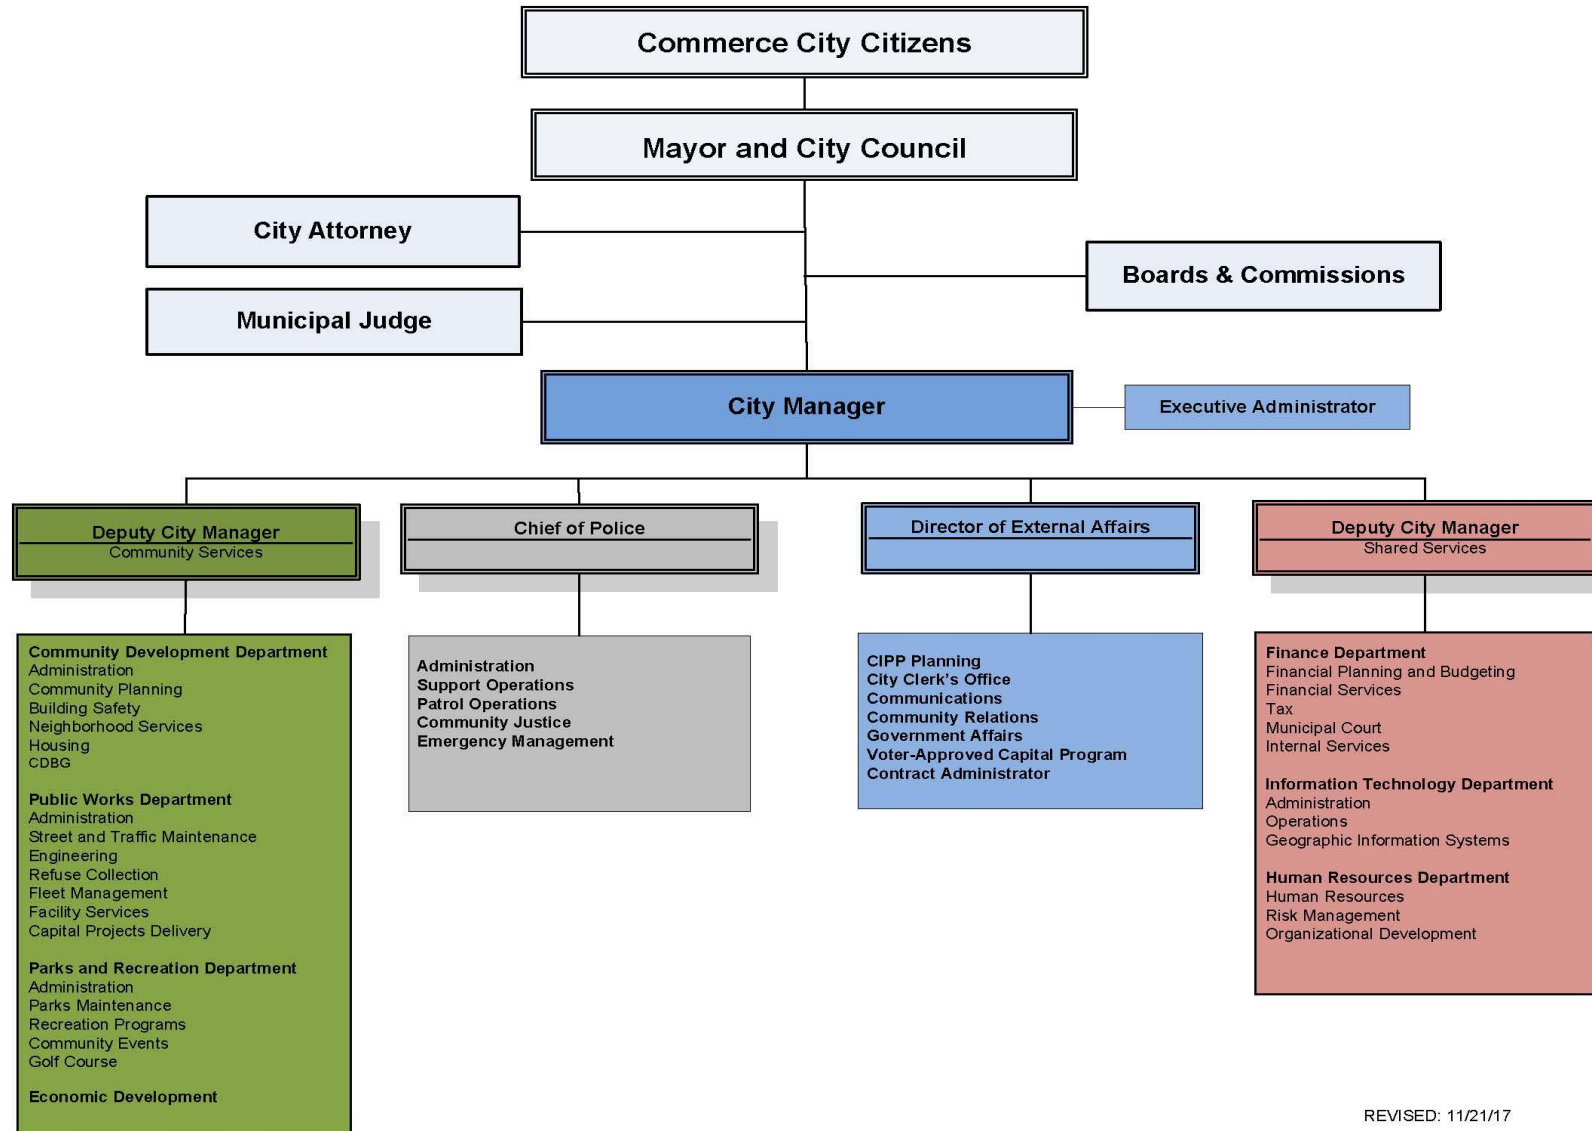 Commerce City Citizens
Mayor and City Council
City Attorney
Boards & Commissions
Municipal Judge
City Manager
Executive Administrator
Deputy City Manager
Community Services
Chief of Police
Director of External Affairs
Deputy City Manager
Shared Services
Community Development Department
Administration
Community Planning
Building Safety
Neighborhood Services
Housing
CDBG
Public Works Department
Administration
Street and Traffic Maintenance
Engineering
Refuse Collection
Fleet Management
Facility Services
Capital Projects Delivery
Parks and Recreation Department
Administration
Parks Maintenance
Recreation Programs
Community Events
Golf Course
Economic Development
Administration
Support Operations
Patrol Operations
Community Justice
Emergency Management
CIPP Planning
City Clerk's Office
Communications
Community Relations
Government Affairs
Voter-Approved Capital Program
Contract Administrator
Finance Department
Financial Planning and Budgeting
Financial Services
Tax
Municipal Court
Internal Services
Information Technology Department
Administration
Operations
Geographic Information Systems
Human Resources Department
Human Resources
Risk Management
Organizational Development
REVISED: 11/21/17